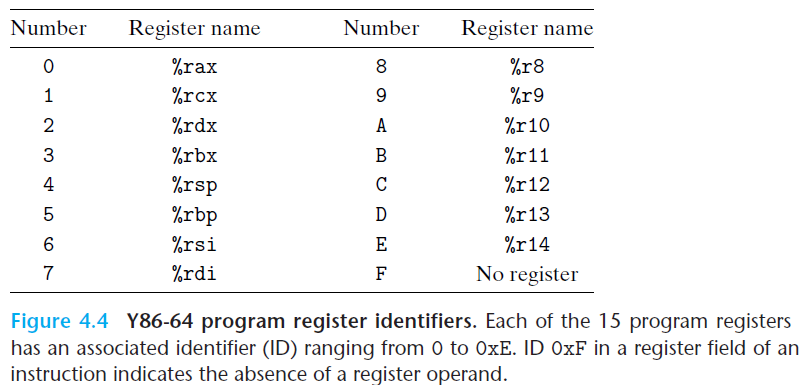 Number Register name Number Register name
0 %rax 8 %r8
1 %rcx 9 %r9
2 %rdx A %r10
3 %rbx B %r11
4 %rsp C %r12
5 %rbp D %r13
6 %rsi E %r14
7 %rdi F No register
Figure 4.4 Y86-64 program register identifiers. Each of the 15 program registers
has an associated identifier (ID) ranging from 0 to 0xE. ID 0xF in a register field of an
instruction indicates the absence of a register operand.